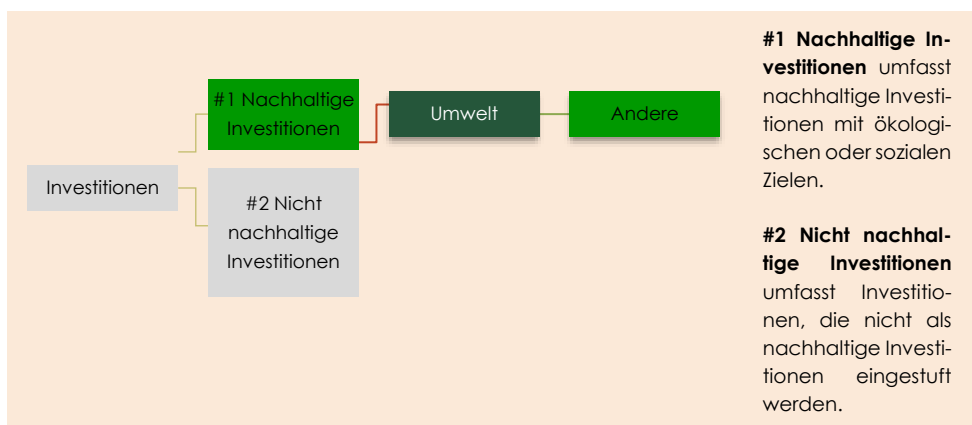 Investitionen
#1 Nachhaltige
Investitionen
Umwelt
Andere
#2 Nicht
nachhaltige
Investitionen
#1 Nachhaltige In-
vestitionen umfasst
nachhaltige Investi-
tionen mit ökologi-
schen oder sozialen
Zielen.
#2 Nicht nachhal-
tige Investitionen
umfasst Investitio-
nen, die nicht als
nachhaltige Investi-
tionen eingestuft
werden.